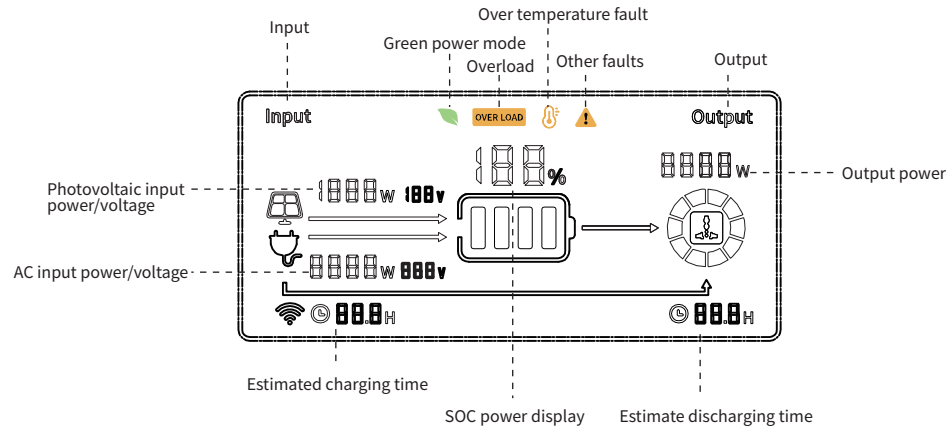 Over temperature fault
Input
Green power mode
Overload
Other faults
Output
Input
OVER LOAD
Output
188%
8888W
Output power
Photovoltaic input
power/voltage
1888W 188V
AC input power/voltage
8888W 888V
88.8H
88.8H
Estimated charging time
SOC power display
Estimate discharging time